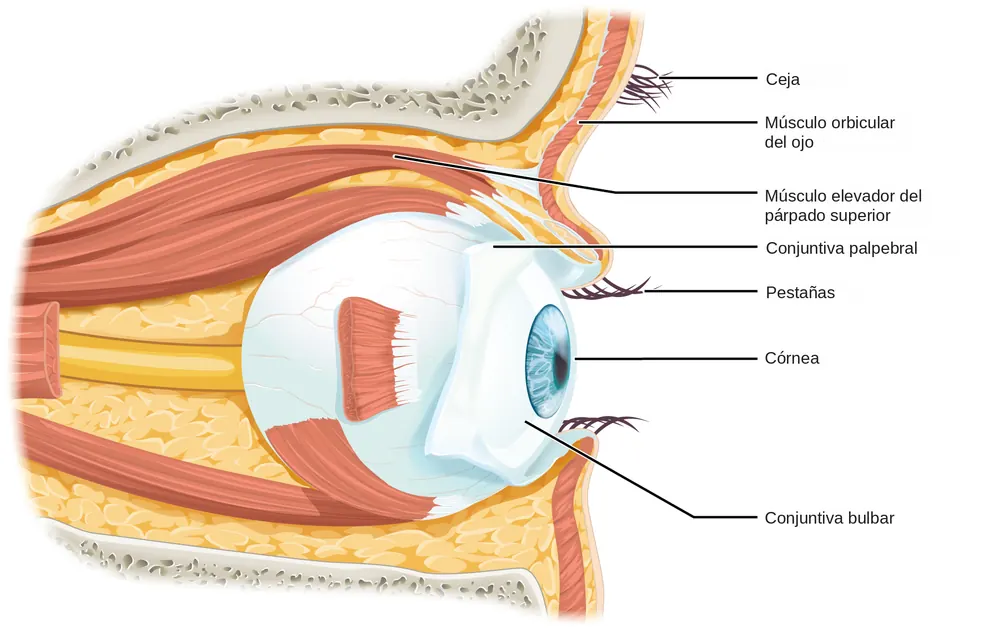 Ceja
Músculo orbicular
del ojo
Músculo elevador del
párpado superior
Conjuntiva palpebral
Pestañas
Córnea
Conjuntiva bulbar